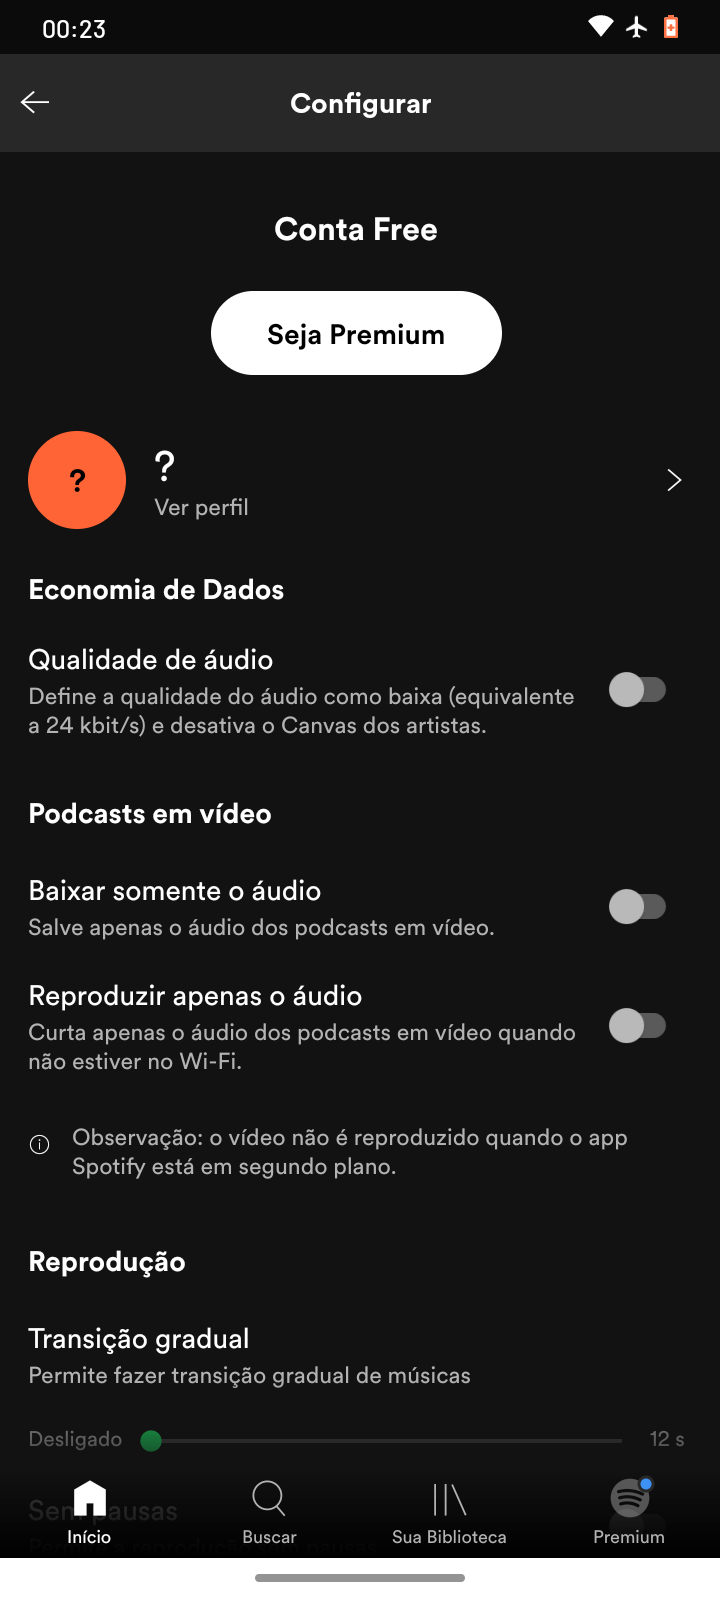 00:23
Configurar
Conta Free
Seja Premium
?
?
Ver perfil
Economia de Dados
Qualidade de áudio
Define a qualidade do áudio como baixa (equivalente
a 24 kbit/s) e desativa o Canvas dos artistas.
Podcasts em vídeo
Baixar somente o áudio
Salve apenas o áudio dos podcasts em vídeo.
Reproduzir apenas o áudio
Curta apenas o áudio dos podcasts em vídeo quando
não estiver no Wi-Fi.
Observação: o vídeo não é reproduzido quando o app
Spotify está em segundo plano.
Reprodução
Transição gradual
Permite fazer transição gradual de músicas
Desligado 12 s
Sem pausas
Início Buscar Sua Biblioteca Premium